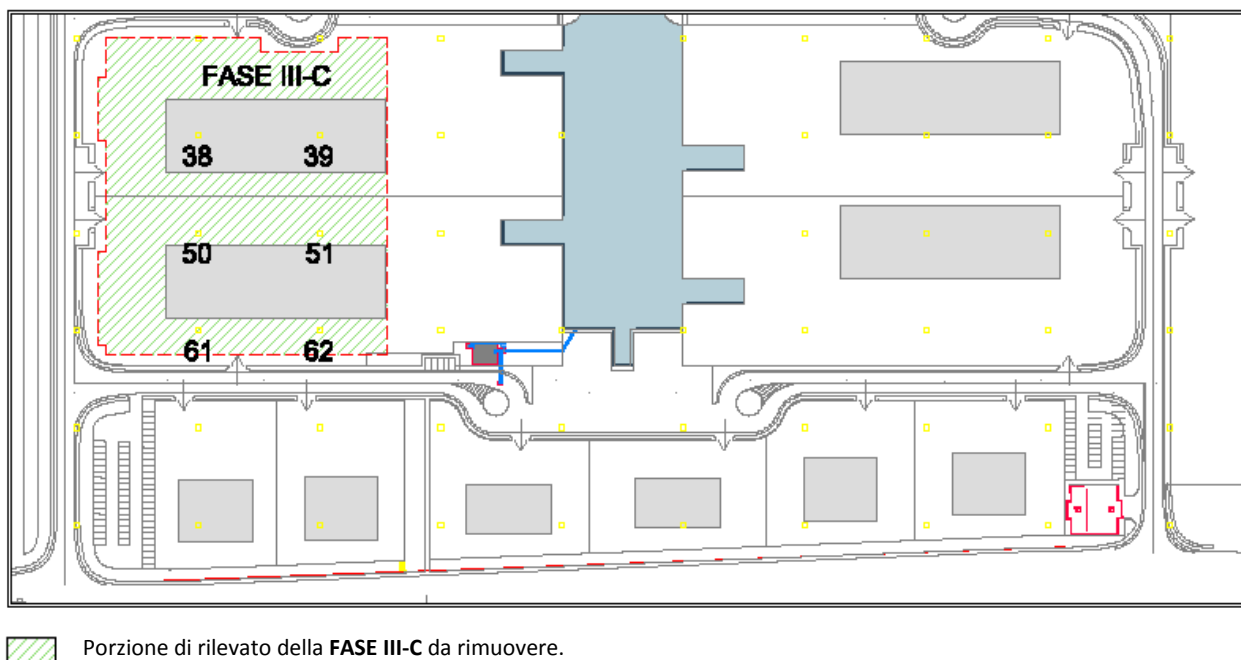 FASE III-C
38 39
50 51
61 62
Porzione di rilevato della FASE III-C da rimuovere.